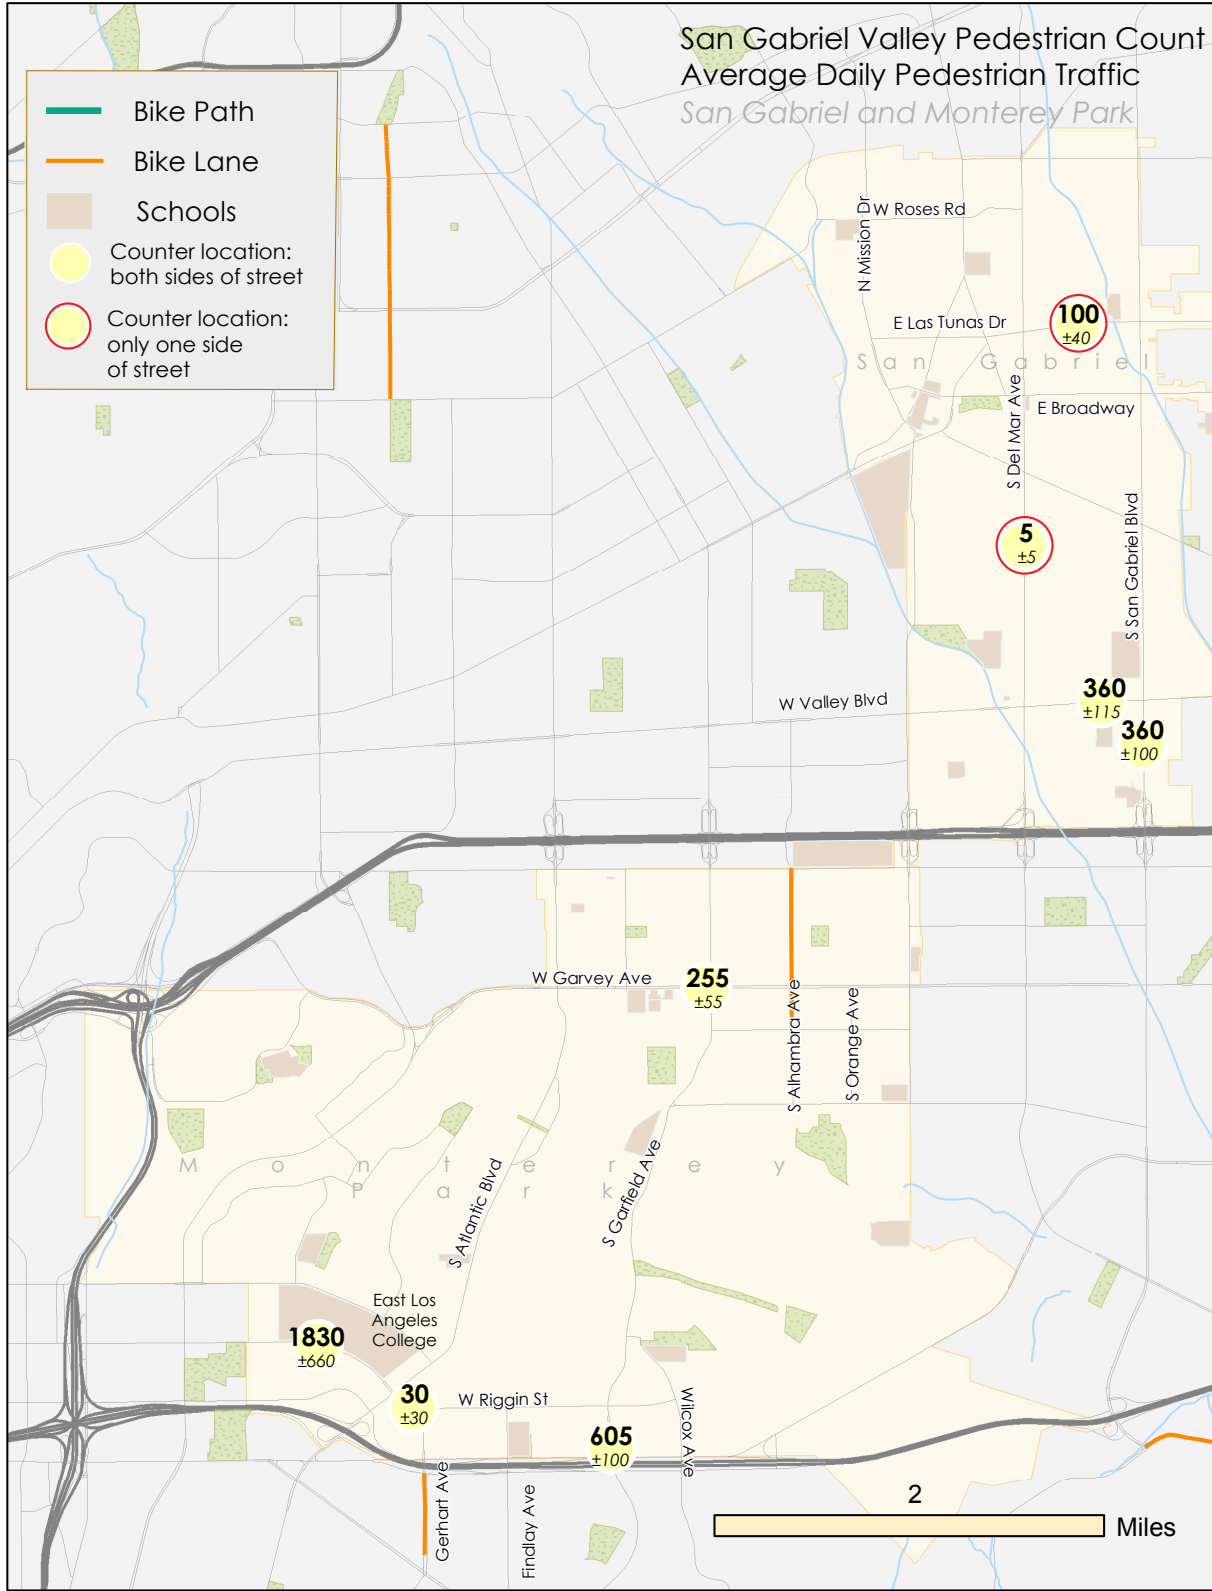 San Gabriel Valley Pedestrian Count
Average Daily Pedestrian Traffic
San Gabriel and Monterey Park
Bike Path
Bike Lane
Schools
Counter location:
both sides of street
Counter location:
only one side
of street
W Roses Rd
N Mission Dr
E Las Tunas Dr
100
±40
San Gabriel
S Del Mar Ave
E Broadway
5
±5
S San Gabriel Blvd
W Valley Blvd
360
±115
360
±100
W Garvey Ave
255
±55
S Alhambra Ave
S Orange Ave
Monterey
Park
S Atlantic Blvd
S Garfield Ave
East Los
Angeles
College
1830
±660
30
±30
W Riggin St
605
±100
Wilcox Ave
Gerhart Ave
Findlay Ave
2
Miles